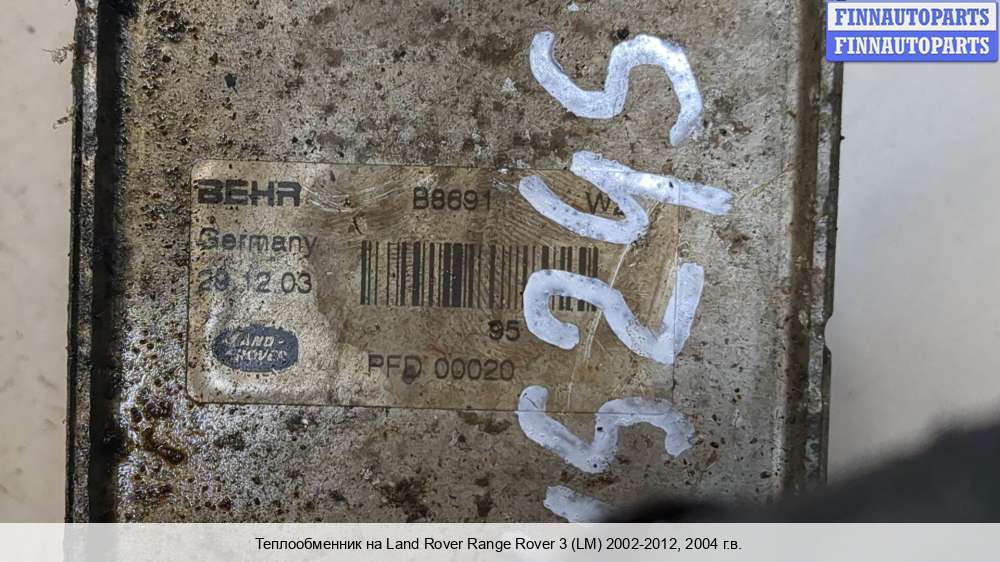 FINNAUTOPARTS
FINNAUTOPARTS
BEHR B8691
Germany
29.12.03
95
LAND-
ROVER
PFD 00020
Теплообменник на Land Rover Range Rover 3 (LM) 2002-2012, 2004 г.в.